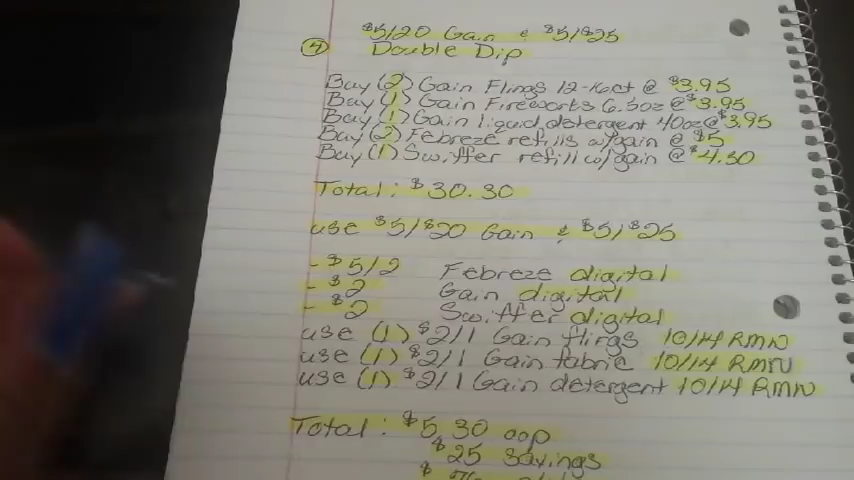 $5/20 Gain & $5/$25
4 Double Dip
Buy (2) Gain Flings 12-16ct @ $3.95
Buy (1) Gain Fireworks 6.5oz @ $3.95
Buy (1) Gain liquid detergent 40oz @ $3.95
Buy (2) Febreze refills w/gain @ $5
Buy (1) Swiffer refill w/gain @ $4.50
Total: $30.30
use $5/$20 Gain & $5/$25
- $5/2 Febreze digital
- $2 Gain digital
- $2 Swiffer digital
use (1) $2/1 Gain flings 10/14 RMN
use (1) $2/1 Gain fabric 10/14 RMN
use (1) $2/1 Gain detergent 10/14 RMN
Total: $5.30 oop
$25 savings
$